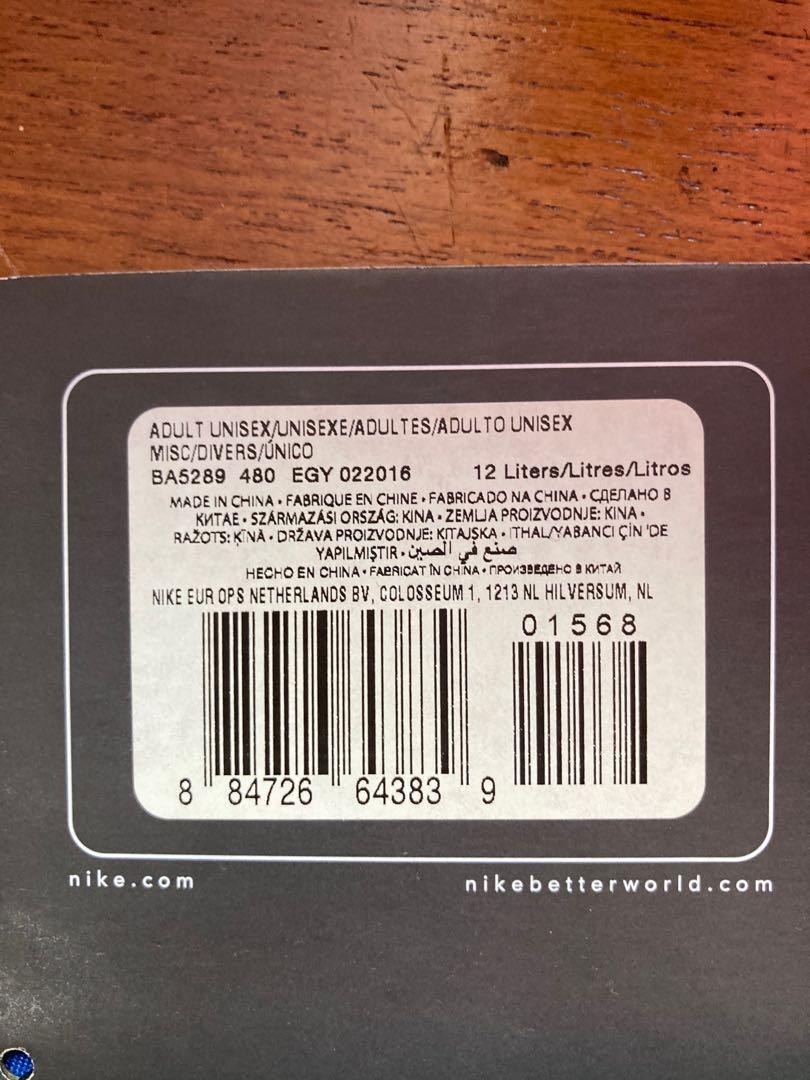 ADULT UNISEX/UNISEXE/ADULTES/ADULTO UNISEX
MISC/DIVERS/ÚNICO
BA5289 480 EGY 022016 12 Liters/Litres/Litros
MADE IN CHINA • FABRIQUE EN CHINE • FABRICADO NA CHINA • СДЕЛАНО В
КИТАЕ • SZÁRMAZÁSI ORSZÁG: KINA • ZEMLJA PROIZVODNJE: KINA •
RAŽOTS: ĶĪNĀ • DRŽAVA PROIZVODNJE: KITAJSKA • ITHAL/YABANCI ÇİN 'DE
YAPILMIŞTIR • صنع في الصين
HECHO EN CHINA • FABRICAT ÎN CHINA • ПРОИЗВЕДЕНО В КИТАЙ
NIKE EUR OPS NETHERLANDS BV, COLOSSEUM 1, 1213 NL HILVERSUM, NL
01568
8 84726 64383 9
nike.com nikebetterworld.com